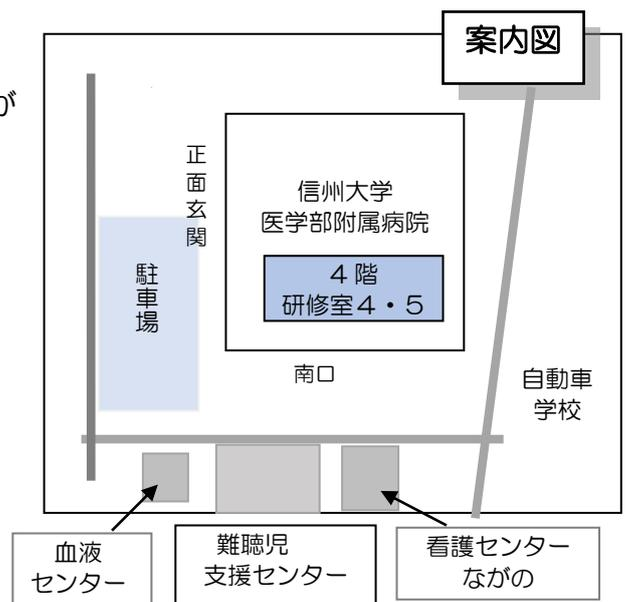 案内図
が
正面玄関
信州大学
医学部附属病院
４階
研修室４・５
駐車場
南口
自動車
学校
血液
センター
難聴児
支援センター
看護センター
ながの